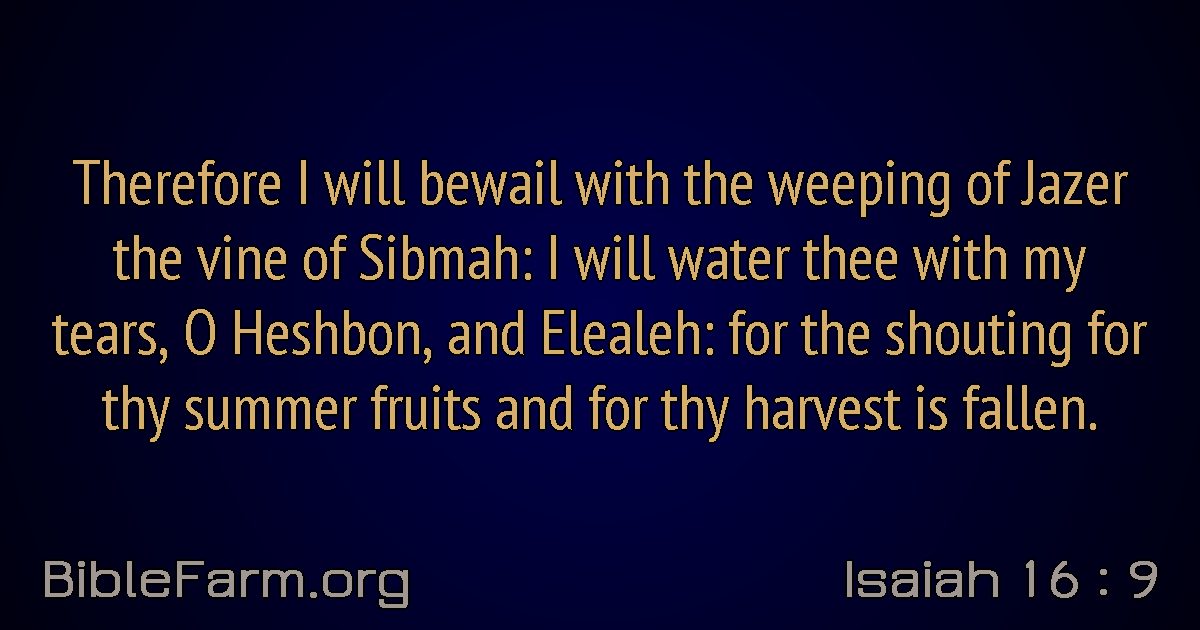 Therefore I will bewail with the weeping of Jazer
the vine of Sibmah: I will water thee with my
tears, O Heshbon, and Elealeh: for the shouting for
thy summer fruits and for thy harvest is fallen.
BibleFarm.org
Isaiah 16 : 9